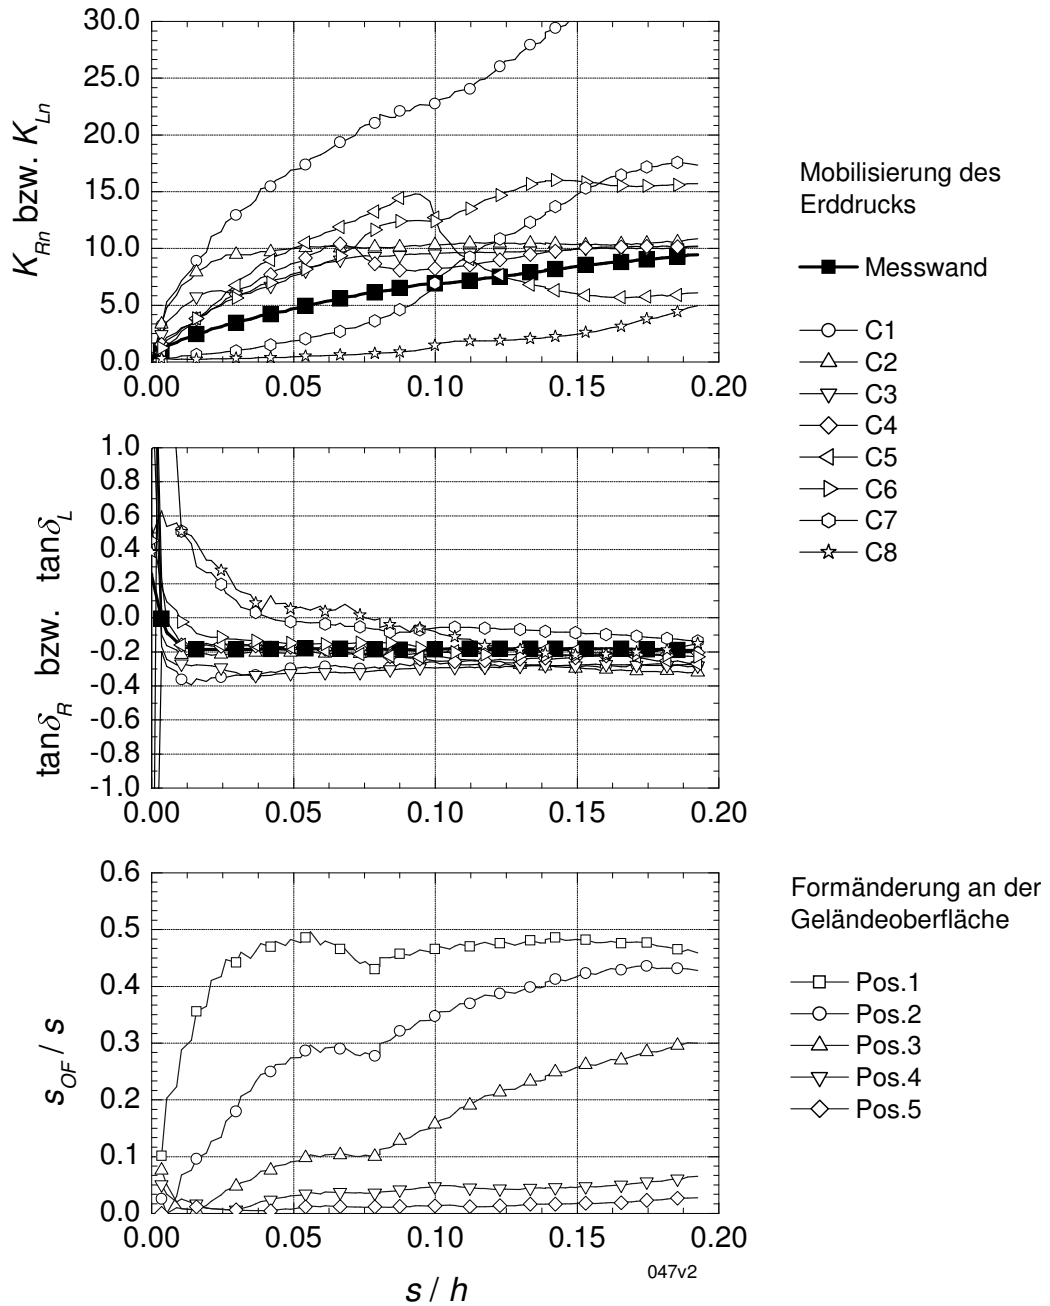 30.0
25.0
20.0
15.0
10.0
5.0
0.0
K_Rn bzw. K_Ln
0.00 0.05 0.10 0.15 0.20
Mobilisierung des
Erddrucks
Messwand
C1
C2
C3
C4
C5
C6
C7
C8
1.0
0.8
0.6
0.4
0.2
0.0
-0.2
-0.4
-0.6
-0.8
-1.0
tanδ_R bzw. tanδ_L
0.00 0.05 0.10 0.15 0.20
0.6
0.5
0.4
0.3
0.2
0.1
0.0
s_OF / s
0.00 0.05 0.10 0.15 0.20
s / h
047v2
Formänderung an der
Geländeoberfläche
Pos.1
Pos.2
Pos.3
Pos.4
Pos.5